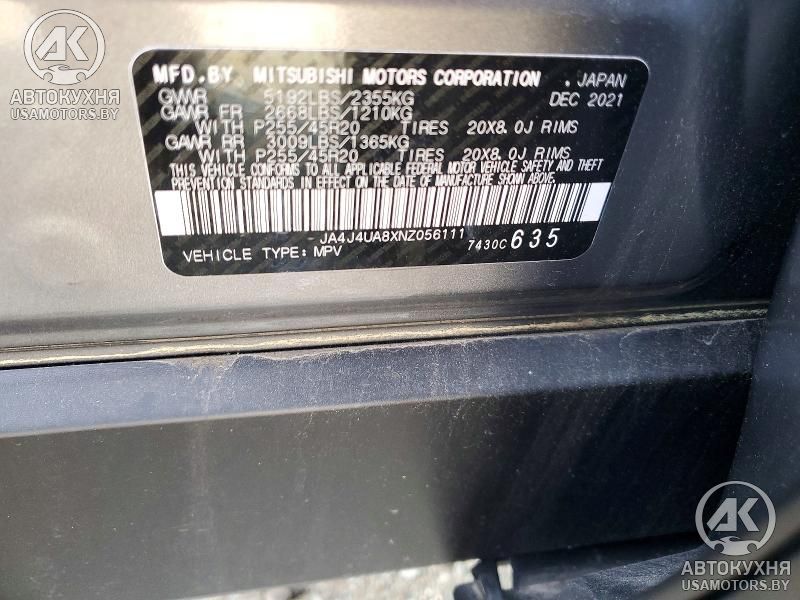 АК
АВТОКУХНЯ
USAMOTORS.BY
MFD.BY MITSUBISHI MOTORS CORPORATION , JAPAN
GVWR 5192LBS/2355KG DEC 2021
GAWR FR 2668LBS/1210KG
WITH P255/45R20 TIRES 20X8.0J RIMS
GAWR RR 3009LBS/1365KG
WITH P255/45R20 TIRES 20X8.0J RIMS
THIS VEHICLE CONFORMS TO ALL APPLICABLE FEDERAL MOTOR VEHICLE SAFETY AND THEFT
PREVENTION STANDARDS IN EFFECT ON THE DATE OF MANUFACTURE SHOWN ABOVE.
JA4J4UA8XNZ056111
VEHICLE TYPE: MPV 7430C 635
АК
АВТОКУХНЯ
USAMOTORS.BY